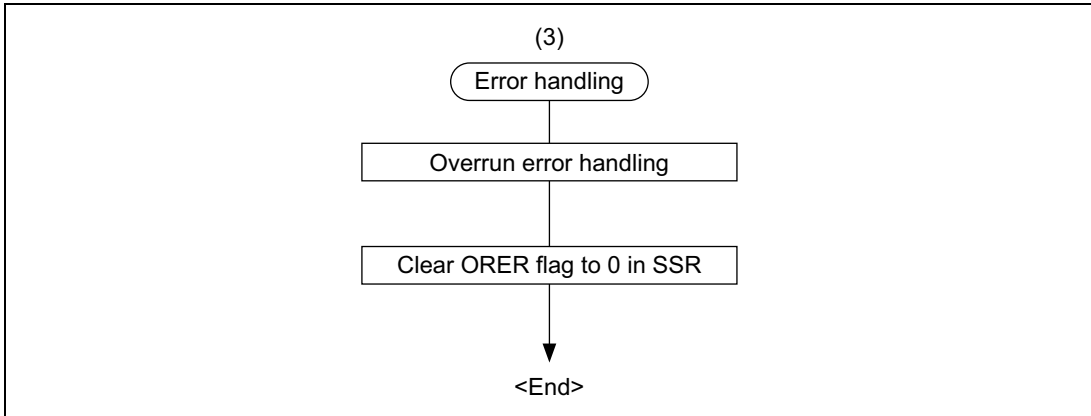 (3)
Error handling
Overrun error handling
Clear ORER flag to 0 in SSR
<End>